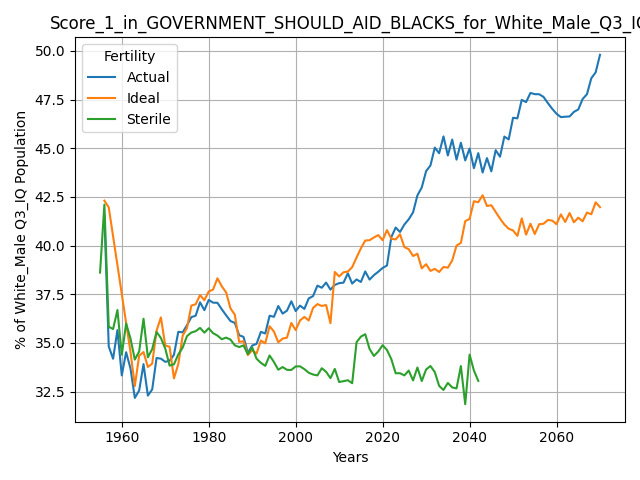 Score_1_in_GOVERNMENT_SHOULD_AID_BLACKS_for_White_Male_Q3_IQ
Fertility
Actual
Ideal
Sterile
% of White_Male Q3_IQ Population
50.0
47.5
45.0
42.5
40.0
37.5
35.0
32.5
1960 1980 2000 2020 2040 2060
Years